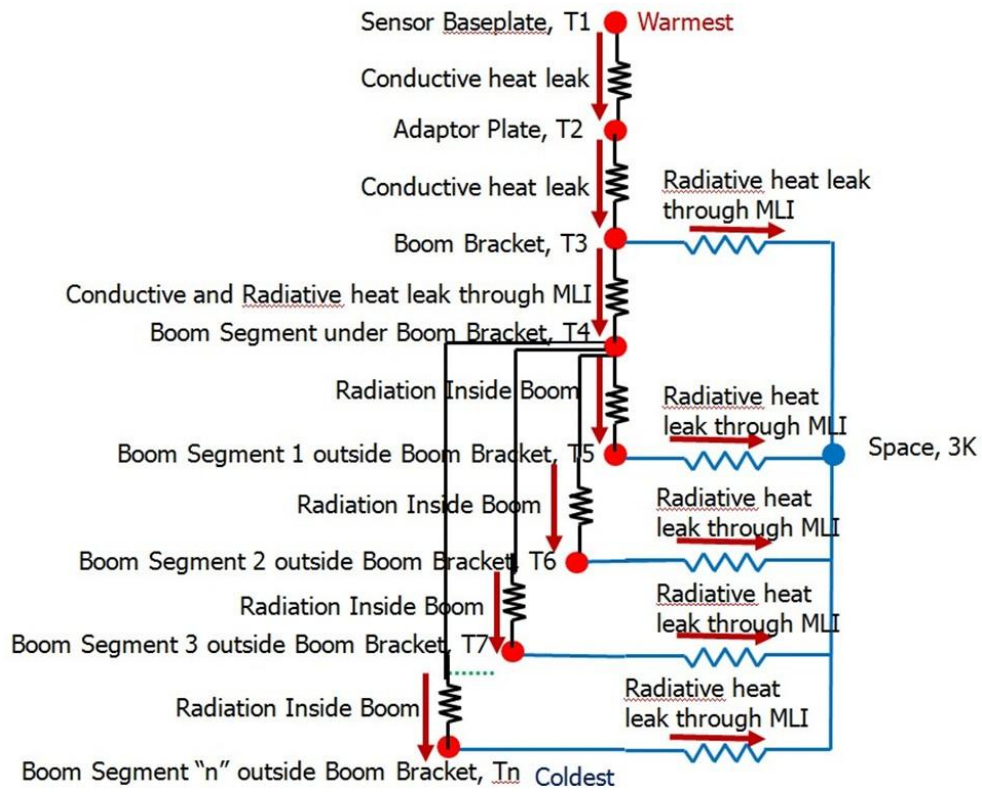 Sensor Baseplate, T1 Warmest
Conductive heat leak
Adaptor Plate, T2
Conductive heat leak
Radiative heat leak
through MLI
Boom Bracket, T3
Conductive and Radiative heat leak through MLI
Boom Segment under Boom Bracket, T4
Radiation Inside Boom
Radiative heat
leak through MLI
Boom Segment 1 outside Boom Bracket, T5
Space, 3K
Radiation Inside Boom
Radiative heat
leak through MLI
Boom Segment 2 outside Boom Bracket, T6
Radiation Inside Boom
Radiative heat
leak through MLI
Boom Segment 3 outside Boom Bracket, T7
Radiation Inside Boom
Radiative heat
leak through MLI
Boom Segment “n” outside Boom Bracket, Tn Coldest